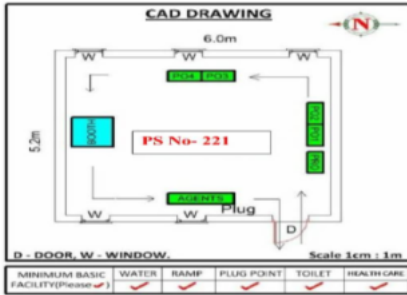 CAD DRAWING
N
6.0m
W W W
PO4 PO3
5.2m
BOOTH
PO2 PO1
PS No- 221
PRO
AGENTS
Plug
W W
D
D - DOOR, W - WINDOW.
Scale 1cm : 1m
MINIMUM BASIC FACILITY(Please ✓)
WATER
RAMP
PLUG POINT
TOILET
HEALTH CARE